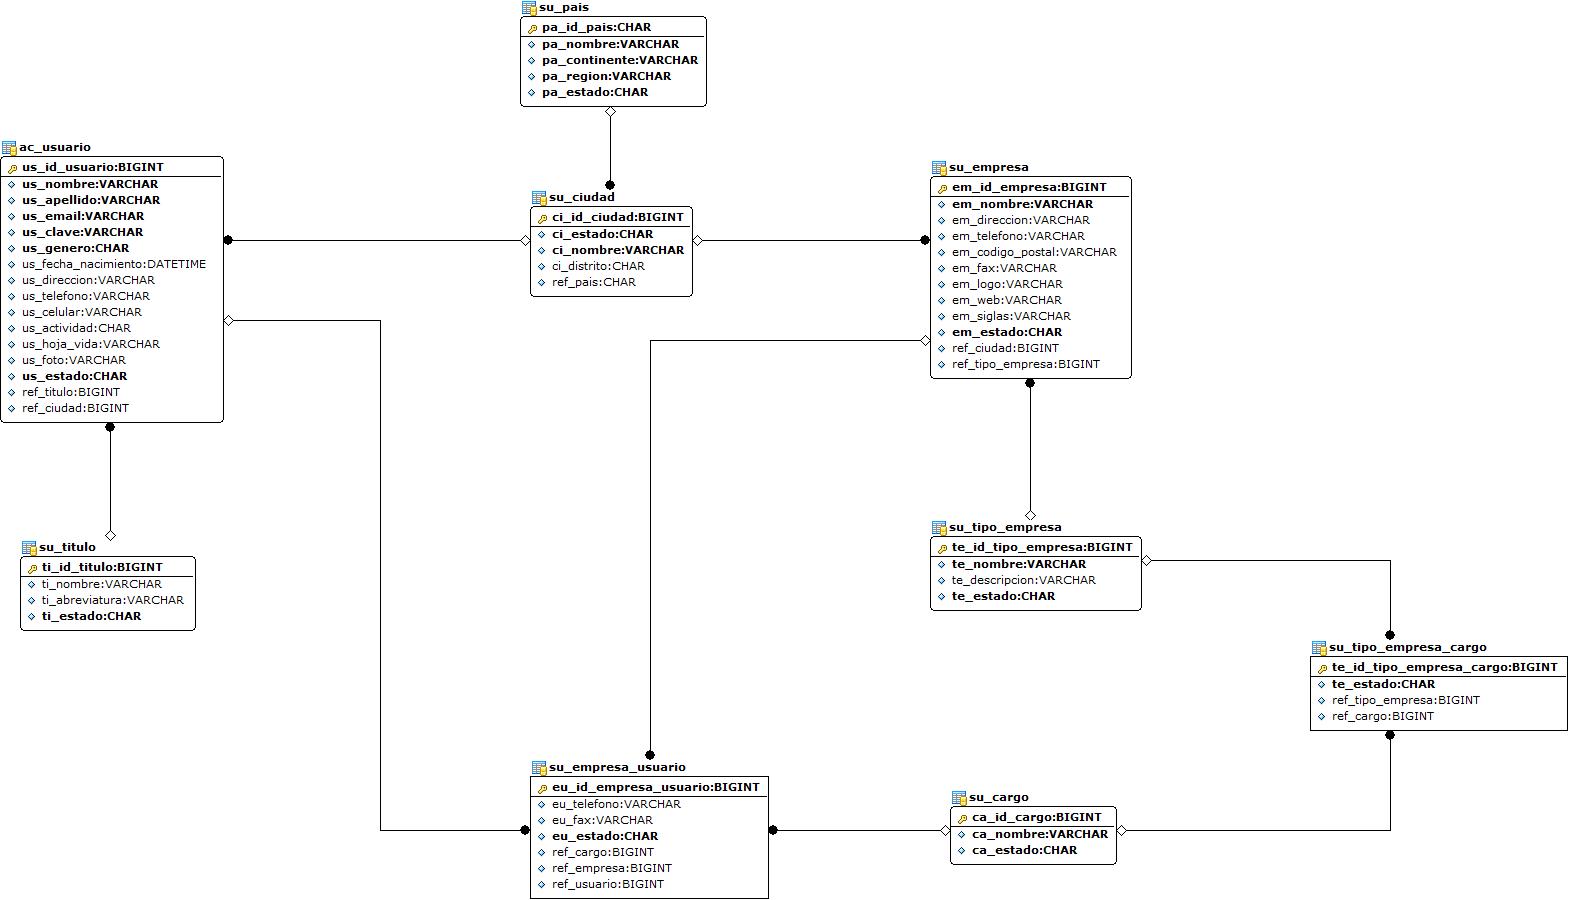 su_pais
pa_id_pais:CHAR
pa_nombre:VARCHAR
pa_continente:VARCHAR
pa_region:VARCHAR
pa_estado:CHAR
ac_usuario
us_id_usuario:BIGINT
us_nombre:VARCHAR
us_apellido:VARCHAR
us_email:VARCHAR
us_clave:VARCHAR
us_genero:CHAR
us_fecha_nacimiento:DATETIME
us_direccion:VARCHAR
us_telefono:VARCHAR
us_celular:VARCHAR
us_actividad:CHAR
us_hoja_vida:VARCHAR
us_foto:VARCHAR
us_estado:CHAR
ref_titulo:BIGINT
ref_ciudad:BIGINT
su_ciudad
ci_id_ciudad:BIGINT
ci_estado:CHAR
ci_nombre:VARCHAR
ci_distrito:CHAR
ref_pais:CHAR
su_empresa
em_id_empresa:BIGINT
em_nombre:VARCHAR
em_direccion:VARCHAR
em_telefono:VARCHAR
em_codigo_postal:VARCHAR
em_fax:VARCHAR
em_logo:VARCHAR
em_web:VARCHAR
em_siglas:VARCHAR
em_estado:CHAR
ref_ciudad:BIGINT
ref_tipo_empresa:BIGINT
su_titulo
ti_id_titulo:BIGINT
ti_nombre:VARCHAR
ti_abreviatura:VARCHAR
ti_estado:CHAR
su_tipo_empresa
te_id_tipo_empresa:BIGINT
te_nombre:VARCHAR
te_descripcion:VARCHAR
te_estado:CHAR
su_tipo_empresa_cargo
te_id_tipo_empresa_cargo:BIGINT
te_estado:CHAR
ref_tipo_empresa:BIGINT
ref_cargo:BIGINT
su_empresa_usuario
eu_id_empresa_usuario:BIGINT
eu_telefono:VARCHAR
eu_fax:VARCHAR
eu_estado:CHAR
ref_cargo:BIGINT
ref_empresa:BIGINT
ref_usuario:BIGINT
su_cargo
ca_id_cargo:BIGINT
ca_nombre:VARCHAR
ca_estado:CHAR